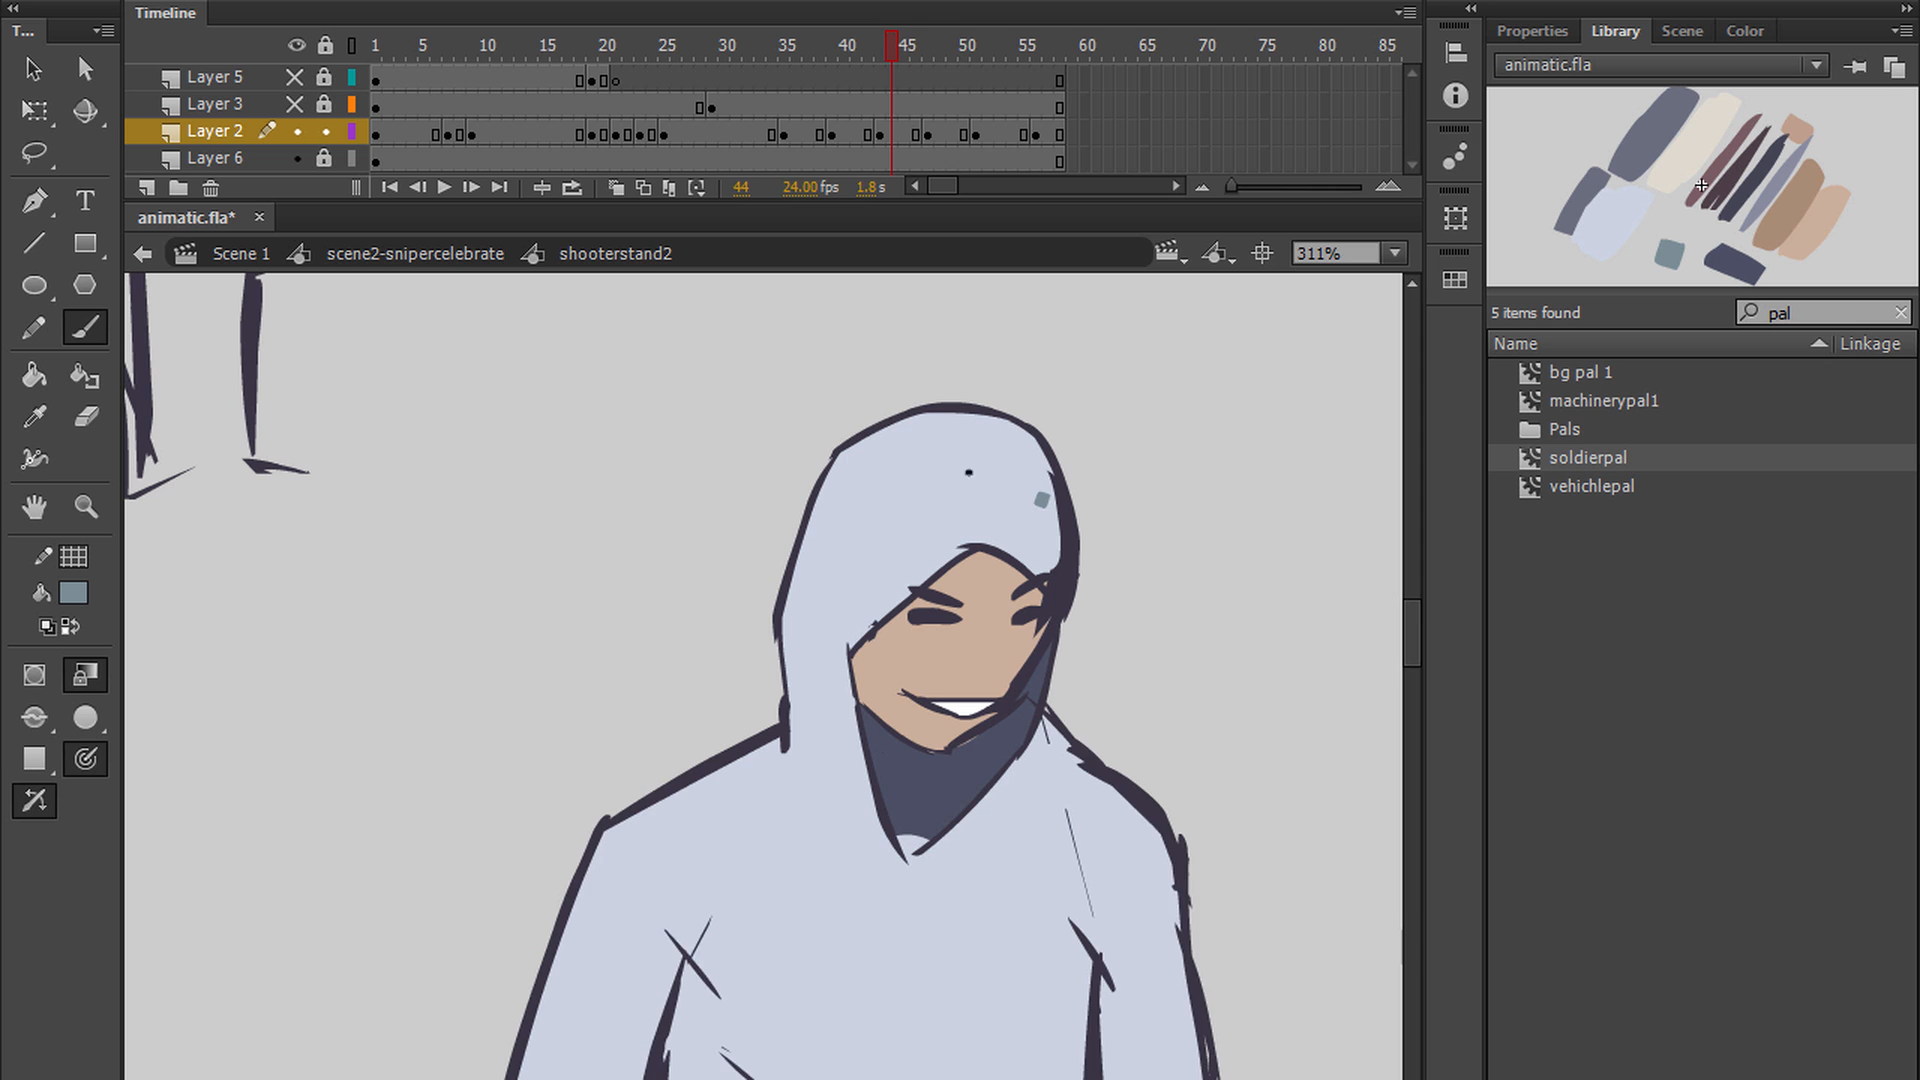 T...
Timeline
1 5 10 15 20 25 30 35 40 45 50 55 60 65 70 75 80 85
Layer 5
Layer 3
Layer 2
Layer 6
44 24.00 fps 1.8 s
animatic.fla*
Scene 1 scene2-snipercelebrate shooterstand2 311%
Properties Library Scene Color
animatic.fla
5 items found pal
Name Linkage
bg pal 1
machinerypal1
Pals
soldierpal
vehichlepal